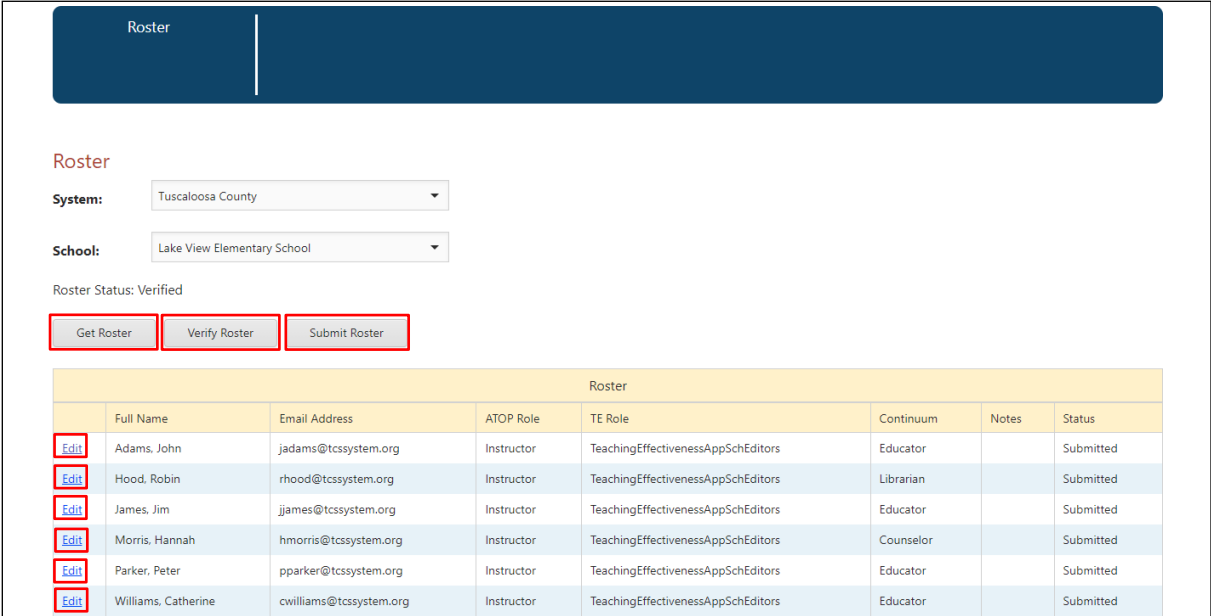 Roster
Roster
System: Tuscaloosa County
School: Lake View Elementary School
Roster Status: Verified
Get Roster Verify Roster Submit Roster
Roster
Full Name Email Address ATOP Role TE Role Continuum Notes Status
Edit Adams, John jadams@tcssystem.org Instructor TeachingEffectivenessAppSchEditors Educator Submitted
Edit Hood, Robin rhood@tcssystem.org Instructor TeachingEffectivenessAppSchEditors Librarian Submitted
Edit James, Jim jjames@tcssystem.org Instructor TeachingEffectivenessAppSchEditors Educator Submitted
Edit Morris, Hannah hmorris@tcssystem.org Instructor TeachingEffectivenessAppSchEditors Counselor Submitted
Edit Parker, Peter pparker@tcssystem.org Instructor TeachingEffectivenessAppSchEditors Educator Submitted
Edit Williams, Catherine cwilliams@tcssystem.org Instructor TeachingEffectivenessAppSchEditors Educator Submitted